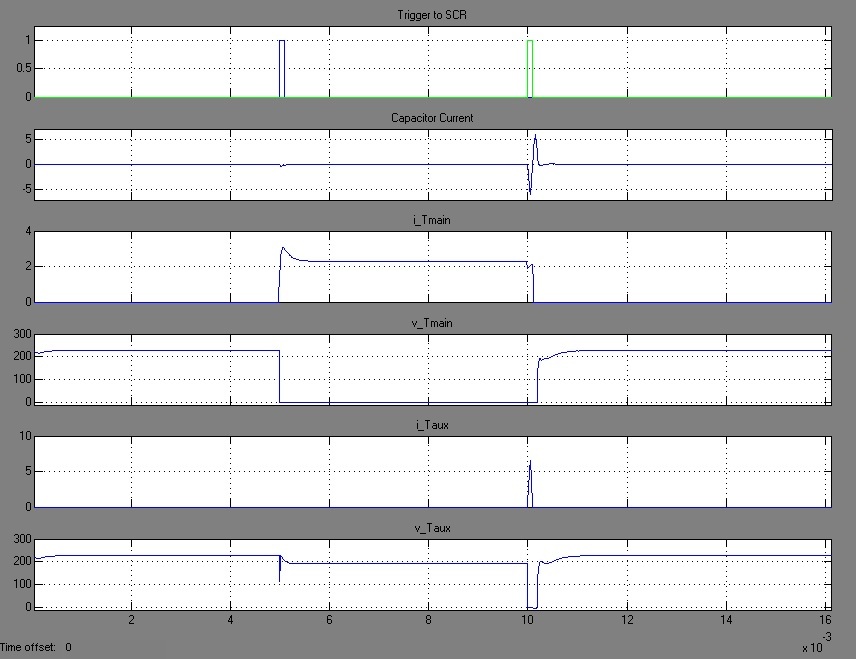 Trigger to SCR
1
0.5
0
Capacitor Current
5
0
-5
i_Tmain
4
2
0
v_Tmain
300
200
100
0
i_Taux
10
5
0
v_Taux
300
200
100
0
2 4 6 8 10 12 14 16
-3
x 10
Time offset: 0